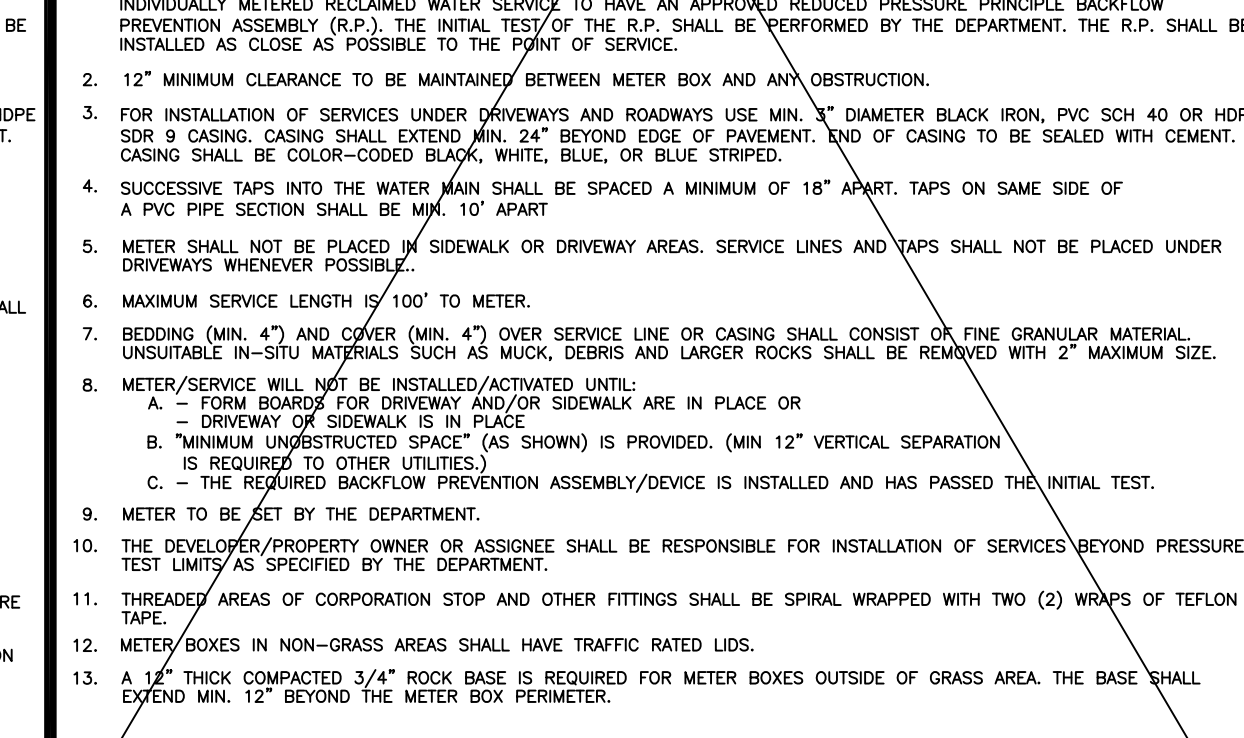 BE
HDPE
T.
ALL
RE
ON
INDIVIDUALLY METERED RECLAIMED WATER SERVICE TO HAVE AN APPROVED REDUCED PRESSURE PRINCIPLE BACKFLOW
PREVENTION ASSEMBLY (R.P.). THE INITIAL TEST OF THE R.P. SHALL BE PERFORMED BY THE DEPARTMENT. THE R.P. SHALL BE
INSTALLED AS CLOSE AS POSSIBLE TO THE POINT OF SERVICE.
2. 12" MINIMUM CLEARANCE TO BE MAINTAINED BETWEEN METER BOX AND ANY OBSTRUCTION.
3. FOR INSTALLATION OF SERVICES UNDER DRIVEWAYS AND ROADWAYS USE MIN. 3" DIAMETER BLACK IRON, PVC SCH 40 OR HDP
SDR 9 CASING. CASING SHALL EXTEND MIN. 24" BEYOND EDGE OF PAVEMENT. END OF CASING TO BE SEALED WITH CEMENT.
CASING SHALL BE COLOR-CODED BLACK, WHITE, BLUE, OR BLUE STRIPED.
4. SUCCESSIVE TAPS INTO THE WATER MAIN SHALL BE SPACED A MINIMUM OF 18" APART. TAPS ON SAME SIDE OF
A PVC PIPE SECTION SHALL BE MIN. 10' APART
5. METER SHALL NOT BE PLACED IN SIDEWALK OR DRIVEWAY AREAS. SERVICE LINES AND TAPS SHALL NOT BE PLACED UNDER
DRIVEWAYS WHENEVER POSSIBLE..
6. MAXIMUM SERVICE LENGTH IS 100' TO METER.
7. BEDDING (MIN. 4") AND COVER (MIN. 4") OVER SERVICE LINE OR CASING SHALL CONSIST OF FINE GRANULAR MATERIAL.
UNSUITABLE IN-SITU MATERIALS SUCH AS MUCK, DEBRIS AND LARGER ROCKS SHALL BE REMOVED WITH 2" MAXIMUM SIZE.
8. METER/SERVICE WILL NOT BE INSTALLED/ACTIVATED UNTIL:
A. - FORM BOARDS FOR DRIVEWAY AND/OR SIDEWALK ARE IN PLACE OR
- DRIVEWAY OR SIDEWALK IS IN PLACE
B. "MINIMUM UNOBSTRUCTED SPACE" (AS SHOWN) IS PROVIDED. (MIN 12" VERTICAL SEPARATION
IS REQUIRED TO OTHER UTILITIES.)
C. - THE REQUIRED BACKFLOW PREVENTION ASSEMBLY/DEVICE IS INSTALLED AND HAS PASSED THE INITIAL TEST.
9. METER TO BE SET BY THE DEPARTMENT.
10. THE DEVELOPER/PROPERTY OWNER OR ASSIGNEE SHALL BE RESPONSIBLE FOR INSTALLATION OF SERVICES BEYOND PRESSURE
TEST LIMITS AS SPECIFIED BY THE DEPARTMENT.
11. THREADED AREAS OF CORPORATION STOP AND OTHER FITTINGS SHALL BE SPIRAL WRAPPED WITH TWO (2) WRAPS OF TEFLON
TAPE.
12. METER BOXES IN NON-GRASS AREAS SHALL HAVE TRAFFIC RATED LIDS.
13. A 12" THICK COMPACTED 3/4" ROCK BASE IS REQUIRED FOR METER BOXES OUTSIDE OF GRASS AREA. THE BASE SHALL
EXTEND MIN. 12" BEYOND THE METER BOX PERIMETER.